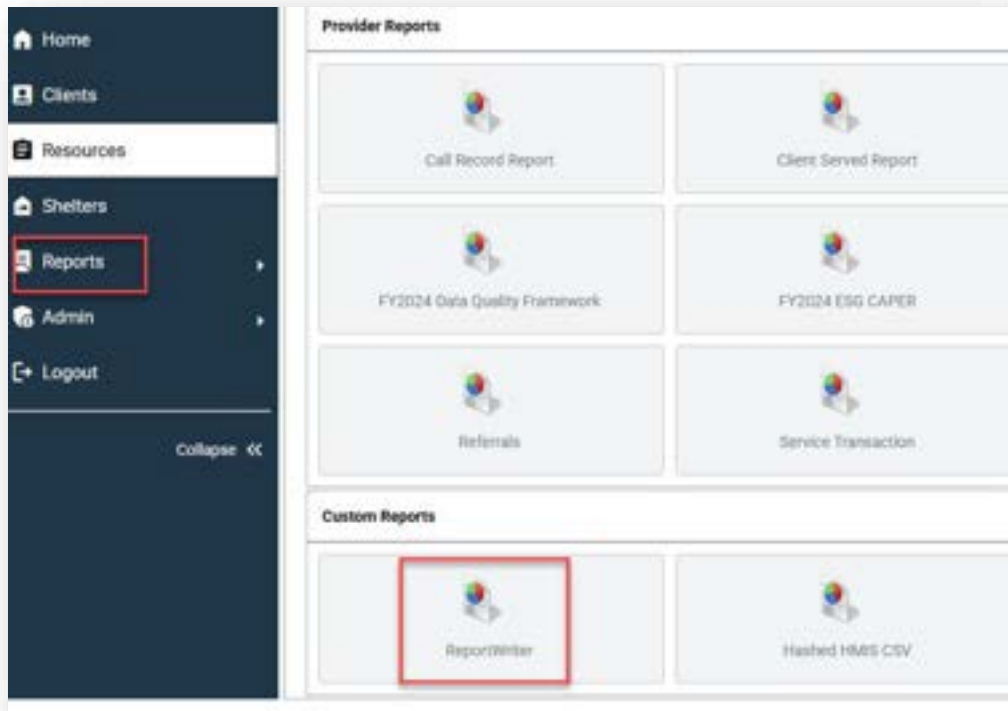 Home
Clients
Resources
Shelters
Reports
Admin
Logout
Collapse
Provider Reports
Call Record Report
Client Served Report
FY2024 Data Quality Framework
FY2024 ESG CAPER
Referrals
Service Transaction
Custom Reports
ReportWriter
Hashed HMIS CSV